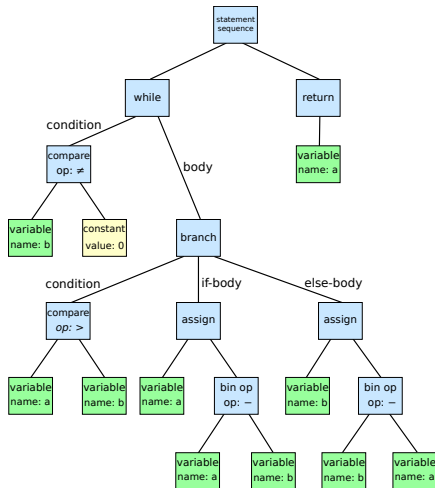 statement
sequence
while
return
condition
compare
op: ≠
body
variable
name: a
variable
name: b
constant
value: 0
branch
condition
if-body
else-body
compare
op: >
assign
assign
variable
name: a
variable
name: b
variable
name: a
bin op
op: −
variable
name: b
bin op
op: −
variable
name: a
variable
name: b
variable
name: b
variable
name: a